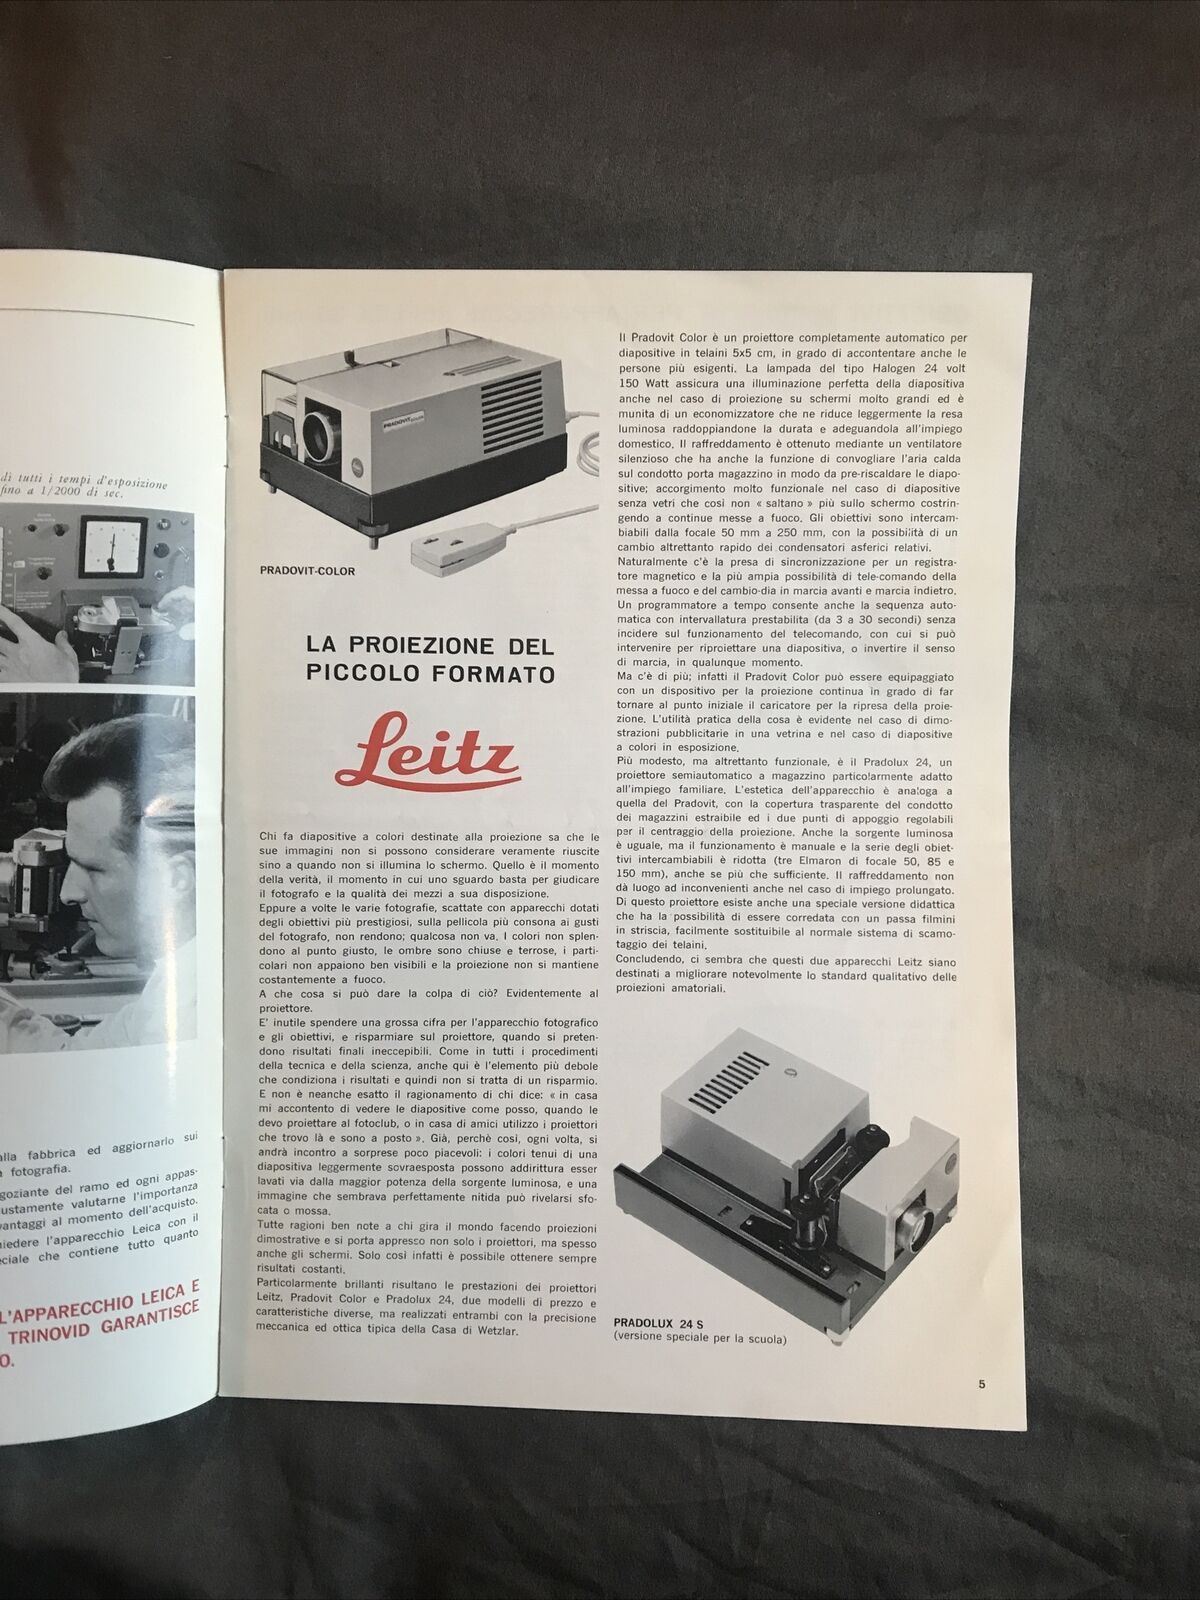 di tutti i tempi d'esposizione
fino a 1/2000 di sec.
alla fabbrica ed aggiornarlo sui
fotografia.
goziante del ramo ed ogni appas-
ustamente valutarne l'importanza
vantaggi al momento dell'acquisto.
iedere l'apparecchio Leica con il
eciale che contiene tutto quanto
L'APPARECCHIO LEICA E
TRINOVID GARANTISCE
O.
PRADOVIT COLOR
PRADOVIT-COLOR
LA PROIEZIONE DEL
PICCOLO FORMATO
Leitz
Chi fa diapositive a colori destinate alla proiezione sa che le
sue immagini non si possono considerare veramente riuscite
sino a quando non si illumina lo schermo. Quello è il momento
della verità, il momento in cui uno sguardo basta per giudicare
il fotografo e la qualità dei mezzi a sua disposizione.
Eppure a volte le varie fotografie, scattate con apparecchi dotati
degli obiettivi più prestigiosi, sulla pellicola più consona ai gusti
del fotografo, non rendono; qualcosa non va. I colori non splen-
dono al punto giusto, le ombre sono chiuse e terrose, i parti-
colari non appaiono ben visibili e la proiezione non si mantiene
costantemente a fuoco.
A che cosa si può dare la colpa di ciò? Evidentemente al
proiettore.
E' inutile spendere una grossa cifra per l'apparecchio fotografico
e gli obiettivi, e risparmiare sul proiettore, quando si preten-
dono risultati finali ineccepibili. Come in tutti i procedimenti
della tecnica e della scienza, anche qui è l'elemento più debole
che condiziona i risultati e quindi non si tratta di un risparmio.
E non è neanche esatto il ragionamento di chi dice: « in casa
mi accontento di vedere le diapositive come posso, quando le
devo proiettare al fotoclub, o in casa di amici utilizzo i proiettori
che trovo là e sono a posto ». Già, perchè così, ogni volta, si
andrà incontro a sorprese poco piacevoli: i colori tenui di una
diapositiva leggermente sovraesposta possono addirittura esser
lavati via dalla maggior potenza della sorgente luminosa, e una
immagine che sembrava perfettamente nitida può rivelarsi sfo-
cata o mossa.
Tutte ragioni ben note a chi gira il mondo facendo proiezioni
dimostrative e si porta appresso non solo i proiettori, ma spesso
anche gli schermi. Solo così infatti è possibile ottenere sempre
risultati costanti.
Particolarmente brillanti risultano le prestazioni dei proiettori
Leitz, Pradovit Color e Pradolux 24, due modelli di prezzo e
caratteristiche diverse, ma realizzati entrambi con la precisione
meccanica ed ottica tipica della Casa di Wetzlar.
Il Pradovit Color è un proiettore completamente automatico per
diapositive in telaini 5x5 cm, in grado di accontentare anche le
persone più esigenti. La lampada del tipo Halogen 24 volt
150 Watt assicura una illuminazione perfetta della diapositiva
anche nel caso di proiezione su schermi molto grandi ed è
munita di un economizzatore che ne riduce leggermente la resa
luminosa raddoppiandone la durata e adeguandola all'impiego
domestico. Il raffreddamento è ottenuto mediante un ventilatore
silenzioso che ha anche la funzione di convogliare l'aria calda
sul condotto porta magazzino in modo da pre-riscaldare le diapo-
sitive; accorgimento molto funzionale nel caso di diapositive
senza vetri che così non « saltano » più sullo schermo costrin-
gendo a continue messe a fuoco. Gli obiettivi sono intercam-
biabili dalla focale 50 mm a 250 mm, con la possibilità di un
cambio altrettanto rapido dei condensatori asferici relativi.
Naturalmente c'è la presa di sincronizzazione per un registra-
tore magnetico e la più ampia possibilità di tele-comando della
messa a fuoco e del cambio-dia in marcia avanti e marcia indietro.
Un programmatore a tempo consente anche la sequenza auto-
matica con intervallatura prestabilita (da 3 a 30 secondi) senza
incidere sul funzionamento del telecomando, con cui si può
intervenire per riproiettare una diapositiva, o invertire il senso
di marcia, in qualunque momento.
Ma c'è di più; infatti il Pradovit Color può essere equipaggiato
con un dispositivo per la proiezione continua in grado di far
tornare al punto iniziale il caricatore per la ripresa della proie-
zione. L'utilità pratica della cosa è evidente nel caso di dimo-
strazioni pubblicitarie in una vetrina e nel caso di diapositive
a colori in esposizione.
Più modesto, ma altrettanto funzionale, è il Pradolux 24, un
proiettore semiautomatico a magazzino particolarmente adatto
all'impiego familiare. L'estetica dell'apparecchio è analoga a
quella del Pradovit, con la copertura trasparente del condotto
dei magazzini estraibile ed i due punti di appoggio regolabili
per il centraggio della proiezione. Anche la sorgente luminosa
è uguale, ma il funzionamento è manuale e la serie degli obiet-
tivi intercambiabili è ridotta (tre Elmaron di focale 50, 85 e
150 mm), anche se più che sufficiente. Il raffreddamento non
dà luogo ad inconvenienti anche nel caso di impiego prolungato.
Di questo proiettore esiste anche una speciale versione didattica
che ha la possibilità di essere corredata con un passa filmini
in striscia, facilmente sostituibile al normale sistema di scamo-
taggio dei telaini.
Concludendo, ci sembra che questi due apparecchi Leitz siano
destinati a migliorare notevolmente lo standard qualitativo delle
proiezioni amatoriali.
PRADOLUX 24 S
(versione speciale per la scuola)
5